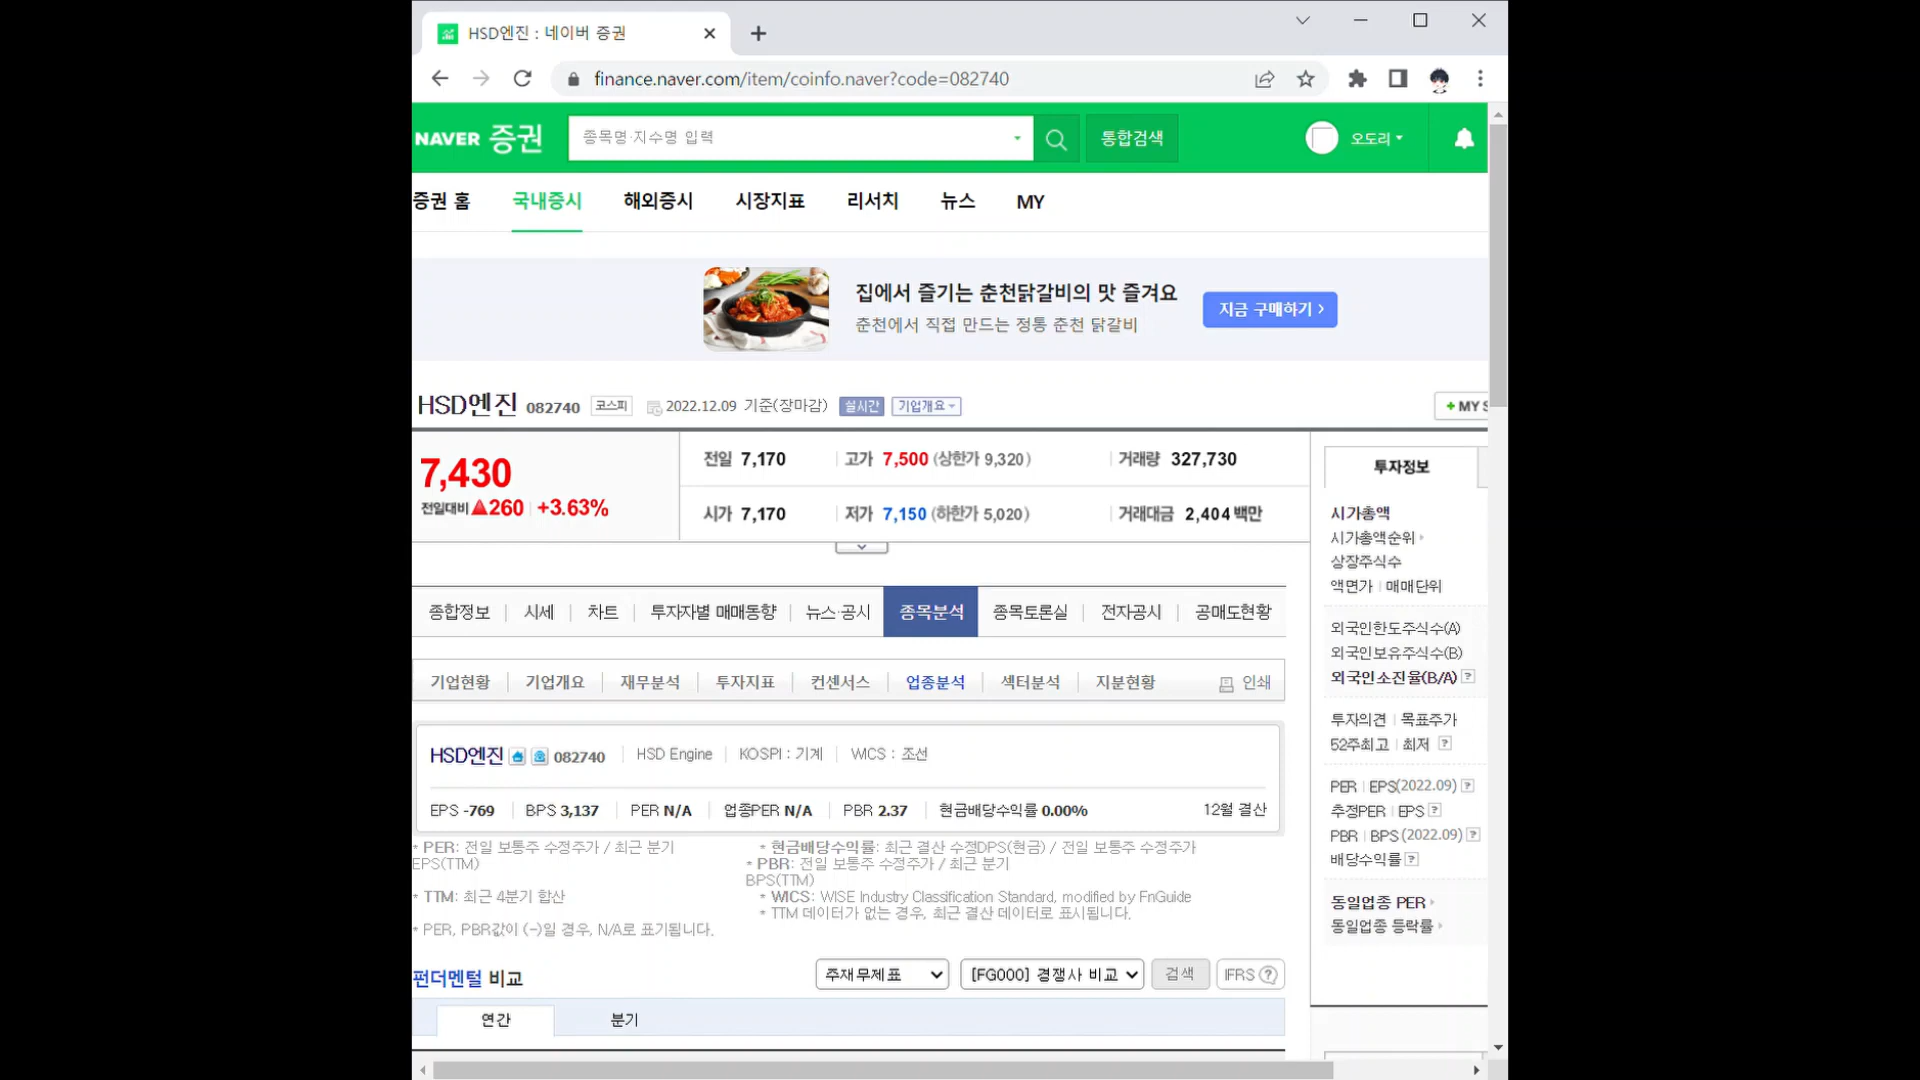 HSD엔진 : 네이버 증권
finance.naver.com/item/coinfo.naver?code=082740
NAVER 증권 종목명·지수명 입력 통합검색 오도리
증권 홈 국내증시 해외증시 시장지표 리서치 뉴스 MY
집에서 즐기는 춘천닭갈비의 맛 즐겨요
춘천에서 직접 만드는 정통 춘천 닭갈비
지금 구매하기 >
HSD엔진 082740 코스피 2022.12.09 기준(장마감) 실시간 기업개요
+ MY S
7,430
전일대비 ▲260 +3.63%
전일 7,170 고가 7,500 (상한가 9,320) 거래량 327,730
시가 7,170 저가 7,150 (하한가 5,020) 거래대금 2,404 백만
종합정보 시세 차트 투자자별 매매동향 뉴스·공시 종목분석 종목토론실 전자공시 공매도현황
기업현황 기업개요 재무분석 투자지표 컨센서스 업종분석 섹터분석 지분현황 인쇄
HSD엔진 082740 HSD Engine KOSPI : 기계 WICS : 조선
EPS -769 BPS 3,137 PER N/A 업종PER N/A PBR 2.37 현금배당수익률 0.00% 12월 결산
* PER: 전일 보통주 수정주가 / 최근 분기
EPS(TTM)
* TTM: 최근 4분기 합산
* PER, PBR값이 (-)일 경우, N/A로 표기됩니다.
* 현금배당수익률: 최근 결산 수정DPS(현금) / 전일 보통주 수정주가
* PBR: 전일 보통주 수정주가 / 최근 분기
BPS(TTM)
* WICS: WISE Industry Classification Standard, modified by FnGuide
* TTM 데이터가 없는 경우, 최근 결산 데이터로 표시됩니다.
펀더멘털 비교 주재무제표 [FG000] 경쟁사 비교 검색 IFRS ?
연간 분기
투자정보
시가총액
시가총액순위
상장주식수
액면가 매매단위
외국인한도주식수(A)
외국인보유주식수(B)
외국인소진율(B/A) ?
투자의견 목표주가
52주최고 최저 ?
PER EPS(2022.09) ?
추정PER EPS ?
PBR BPS(2022.09) ?
배당수익률 ?
동일업종 PER
동일업종 등락률